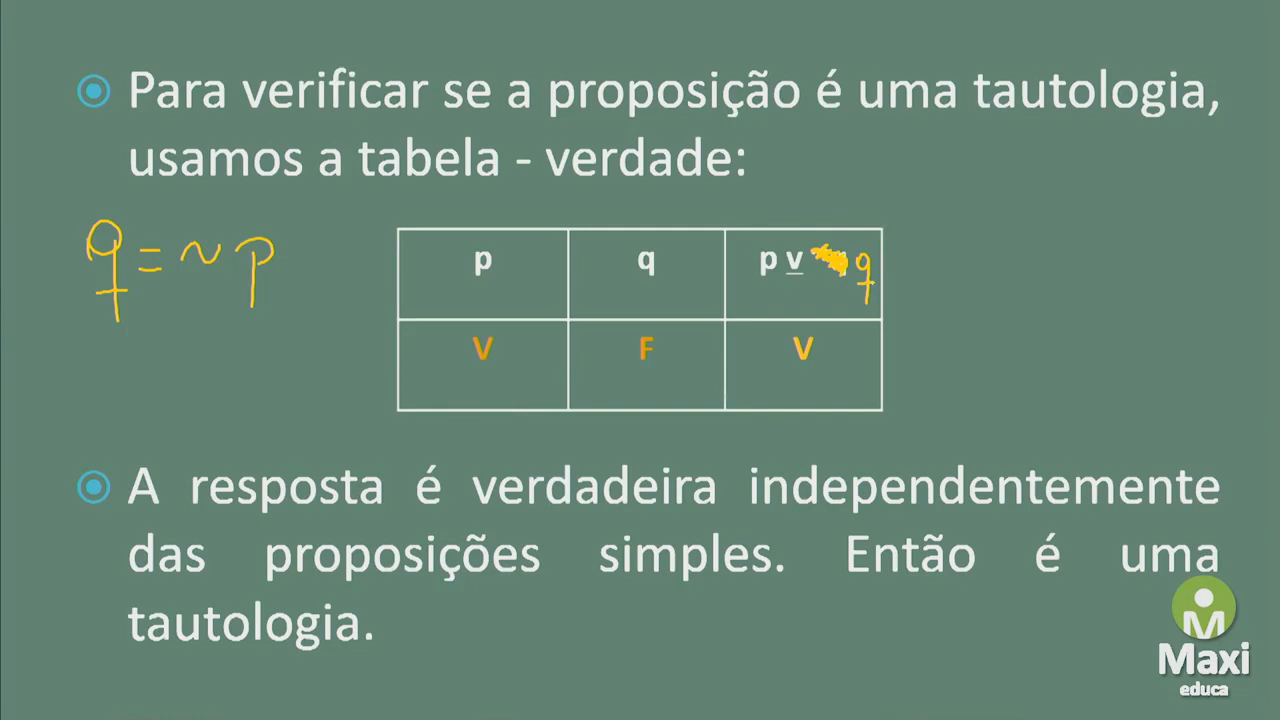 Para verificar se a proposição é uma tautologia,
usamos a tabela - verdade:
q = ~ p
p q p v q
V F V
A resposta é verdadeira independentemente
das proposições simples. Então é uma
tautologia.
M
Maxi
educa